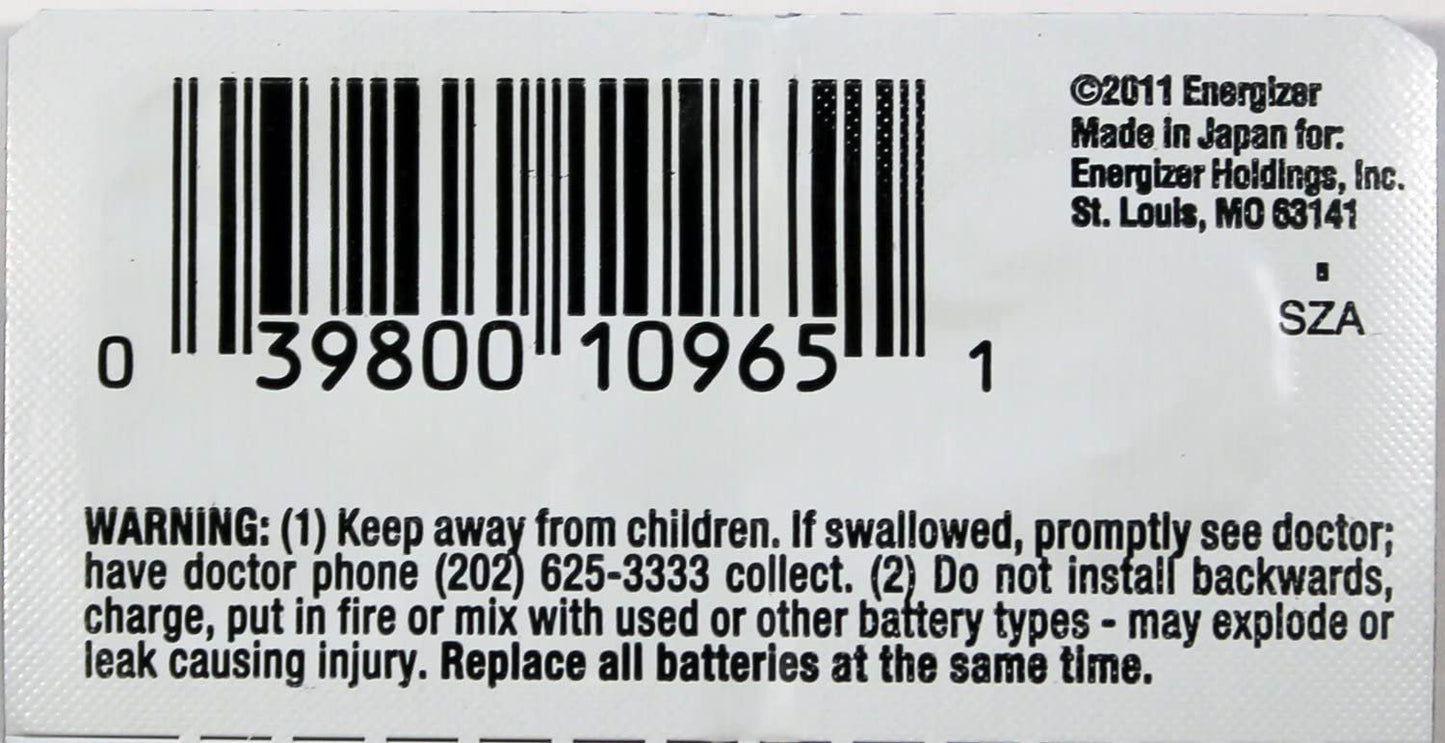 0 39800 10965 1
©2011 Energizer
Made in Japan for:
Energizer Holdings, Inc.
St. Louis, MO 63141
SZA
WARNING: (1) Keep away from children. If swallowed, promptly see doctor;
have doctor phone (202) 625-3333 collect. (2) Do not install backwards,
charge, put in fire or mix with used or other battery types - may explode or
leak causing injury. Replace all batteries at the same time.